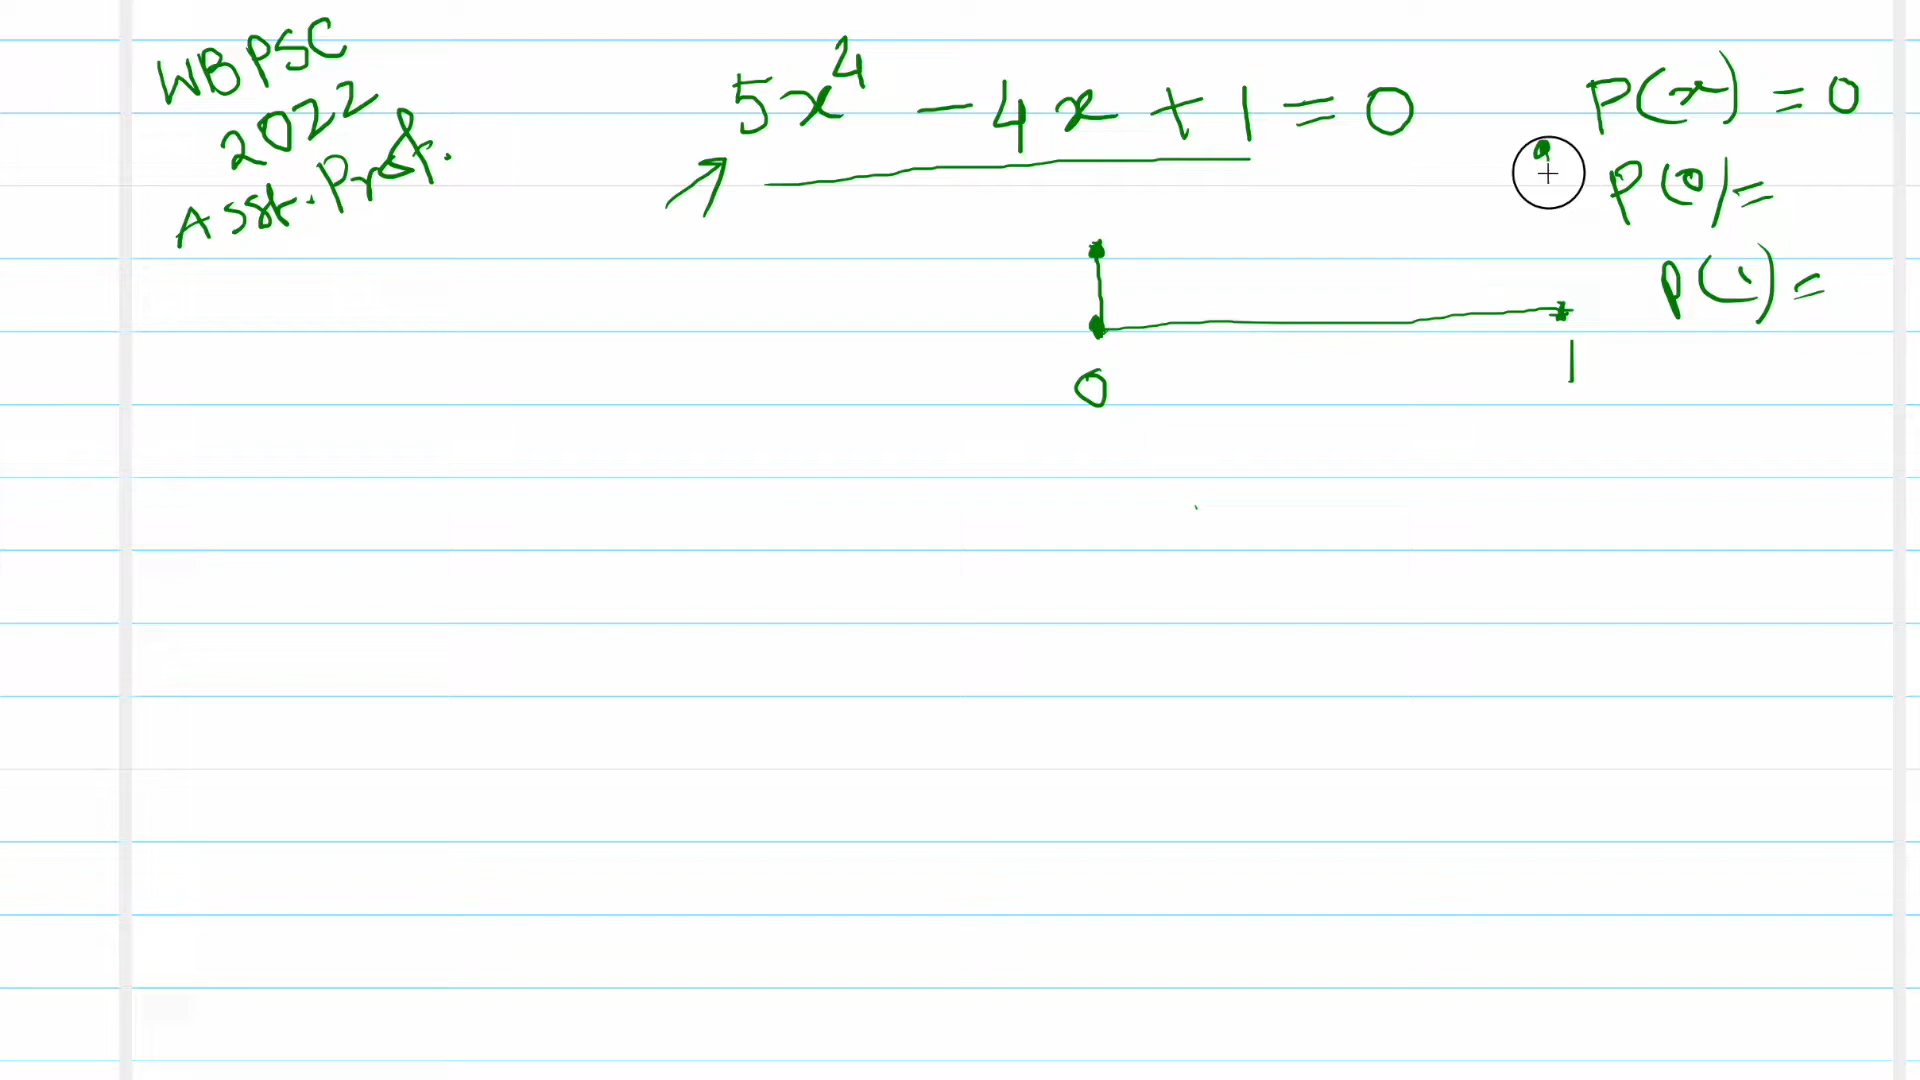 WBPSC
2022
Asst. Prof.
5x⁴ - 4x + 1 = 0
P(x) = 0
P(0) =
P(1) =
0
1